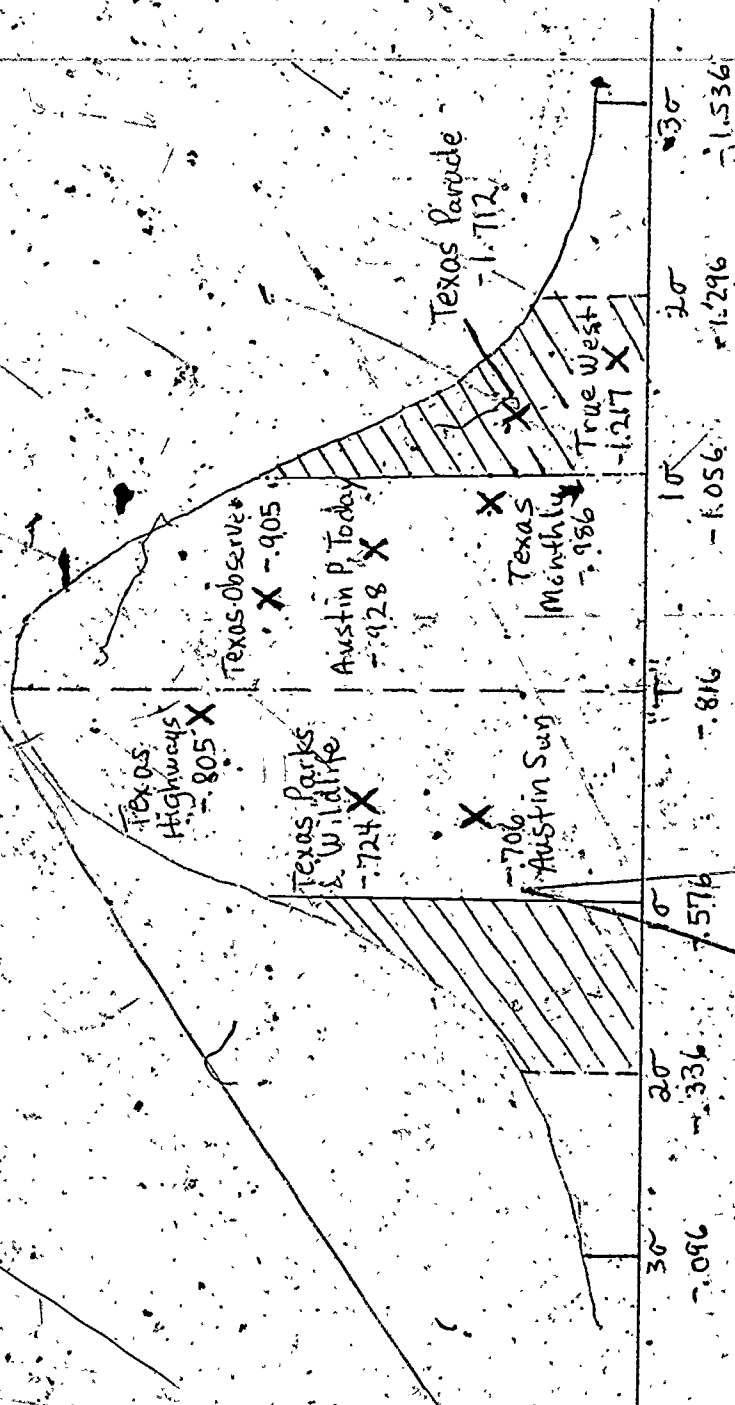 Texas
Highways
-.805
Texas Observer
-.905
Texas Parade
-1.712
Texas Parks
& Wildlife
-.724
Austin P. Today
-.928
-.706
Austin Sun
Texas
Monthly
-.986
True West
-1.217
3σ 2σ 1σ "T" 1σ 2σ 3σ
-.096 -.336 -.576 -.816 -1.056 -1.296 -1.536